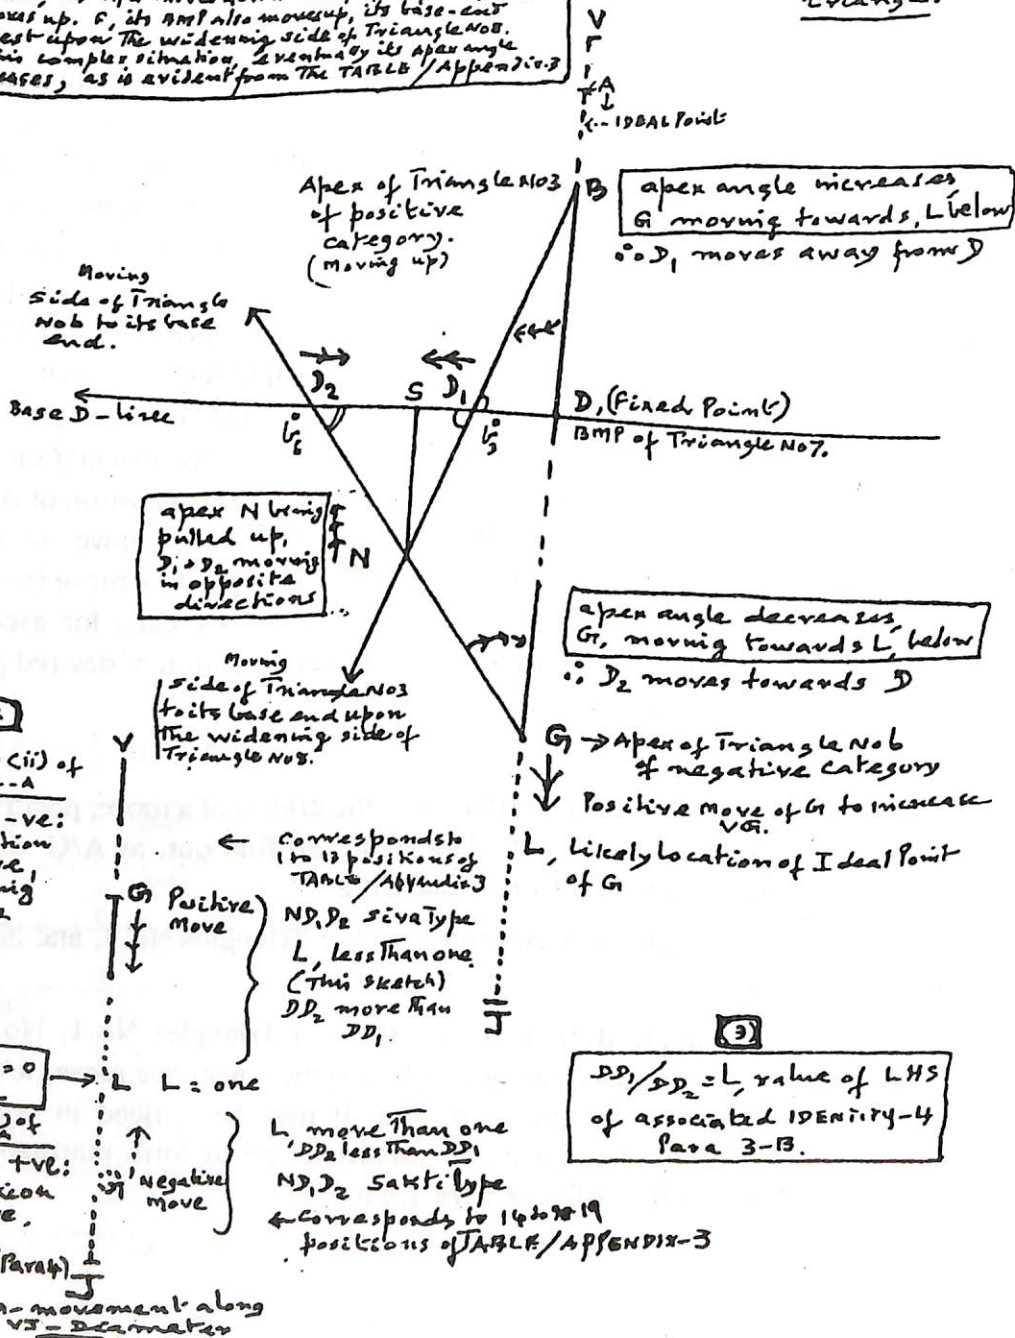 up. G, its AMP also moves up, its base-end
rest upon The widening side of Triangle No8.
his complex situation, eventually its apex angle
eases, as is evident from The TABLE/Appendix-3
V
A
IDEAL Point
Apex of Triangle No3
of positive
category.
(moving up)
B
apex angle increases,
G moving towards, L below
∴ D1 moves away from D
Moving
Side of Triangle
No6 to its base
end.
D2
S
D1
Base D-line
D, (Fixed Point)
BMP of Triangle No7.
apex N being
pulled up,
D1 & D2 moving
in opposite
directions
N
apex angle decreases,
G, moving towards L, below
∴ D2 moves towards D
Moving
Side of Triangle No3
to its base end upon
The widening side of
Triangle No8.
G → Apex of Triangle No6
of negative category
Positive move of G to increase
VG.
L, Likely location of Ideal Point
of G
J
(ii) of
--A
-ve:
V
← corresponds to
1 to 13 positions of
TABLE/Appendix3
G Positive
move
ND1D2 siva Type
L, less Than one
(This sketch)
DD2 more Than
DD1
= 0
L L = one
of
+ve:
G Negative
move
L, more Than one
DD2 less Than DD1
ND1D2 Sakti Type
← corresponds to 14 to 19
positions of TABLE/APPENDIX-3
(3)
DD1/DD2 = L, value of LHS
of associated IDENTITY-4
Para 3-B.
Para4)
J
- movement along
VJ - Diameter